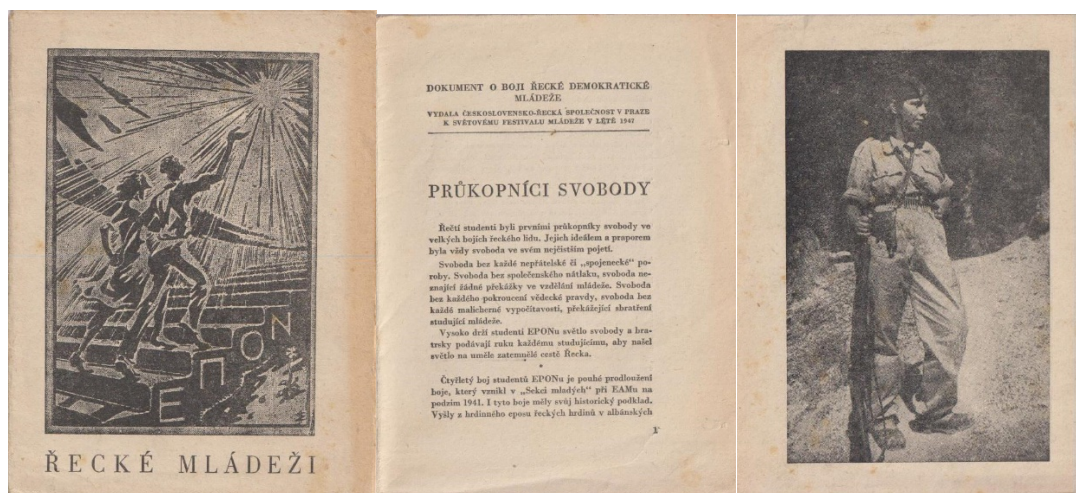 ΕΠΟΝ
ŘECKÉ MLÁDEŽI
DOKUMENT O BOJI ŘECKÉ DEMOKRATICKÉ
MLÁDEŽE
VYDALA ČESKOSLOVENSKO-ŘECKÁ SPOLEČNOST V PRAZE
K SVĚTOVÉMU FESTIVALU MLÁDEŽE V LÉTĚ 1947
PRŮKOPNÍCI SVOBODY
Řečtí studenti byli prvními průkopníky svobody ve
velkých bojích řeckého lidu. Jejich ideálem a praporem
byla vždy svoboda ve svém nejčistším pojetí.
Svoboda bez každé nepřátelské či „spojenecké“ po-
roby. Svoboda bez společenského nátlaku, svoboda ne-
znající žádné překážky ve vzdělání mládeže. Svoboda
bez každého pokroucení vědecké pravdy, svoboda bez
každé malicherné vypočítavosti, překážející sbratření
studující mládeže.
Vysoko drží studenti EPONu světlo svobody a bra-
trsky podávají ruku každému studujícímu, aby našel
světlo na uměle zatemnělé cestě Řecka.
*
Čtyřletý boj studentů EPONu je pouhé prodloužení
boje, který vznikl v „Sekci mladých“ při EAMu na
podzim 1941. I tyto boje měly svůj historický podklad.
Vyšly z hrdinného eposu řeckých hrdinů v albánských